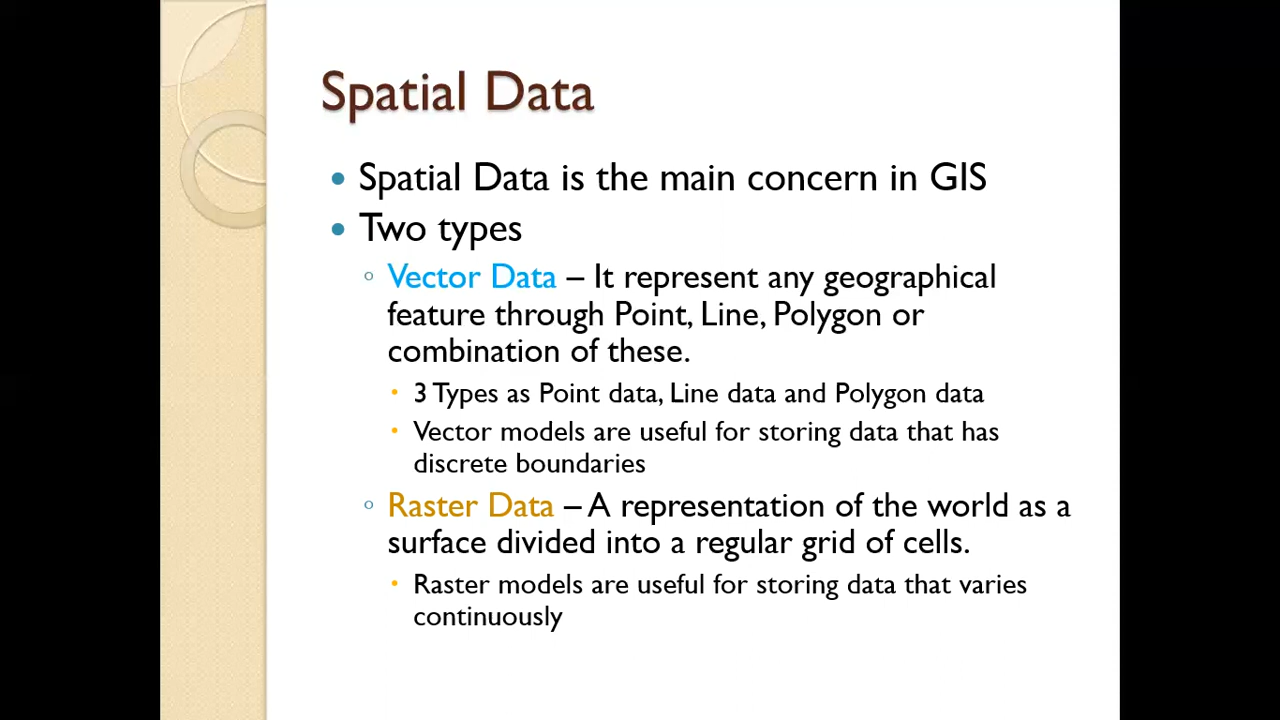 Spatial Data
• Spatial Data is the main concern in GIS
• Two types
◦ Vector Data – It represent any geographical
feature through Point, Line, Polygon or
combination of these.
▪ 3 Types as Point data, Line data and Polygon data
▪ Vector models are useful for storing data that has
discrete boundaries
◦ Raster Data – A representation of the world as a
surface divided into a regular grid of cells.
▪ Raster models are useful for storing data that varies
continuously